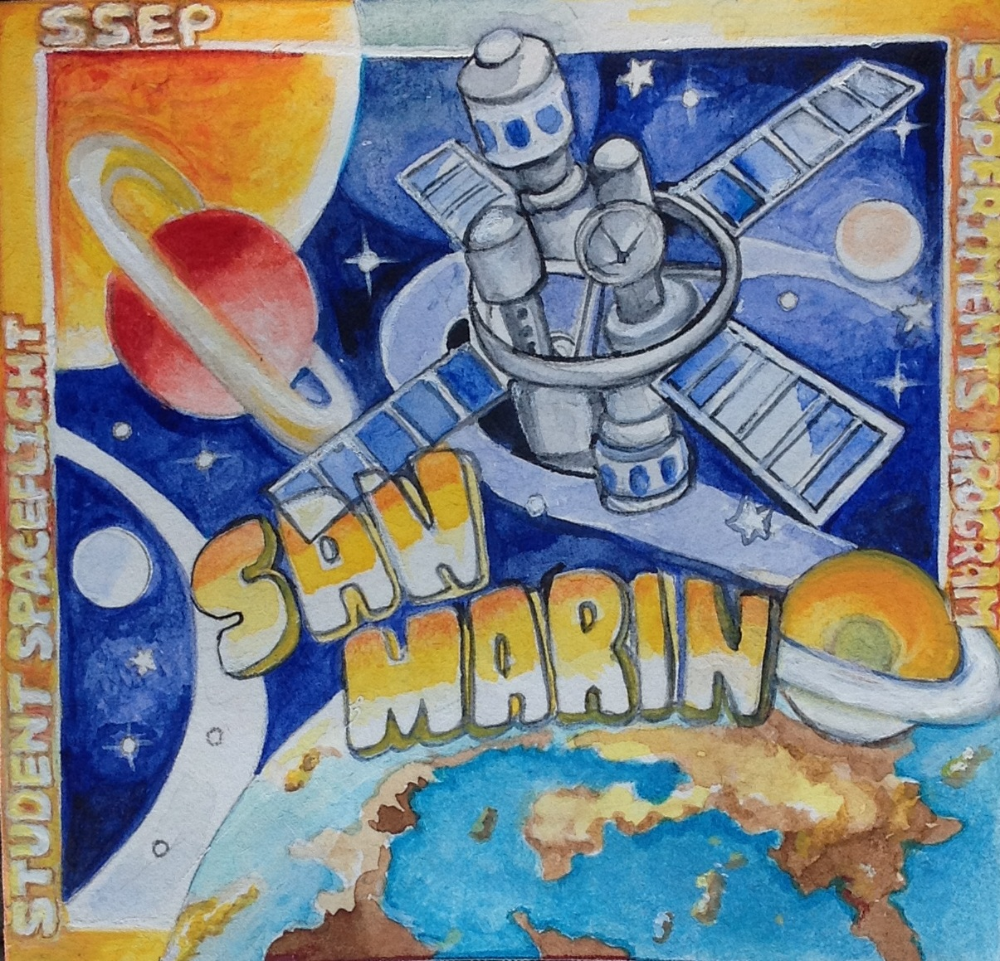 SSEP
STUDENT SPACEFLIGHT
EXPERIMENTS PROGRAM
SAN
MARIN